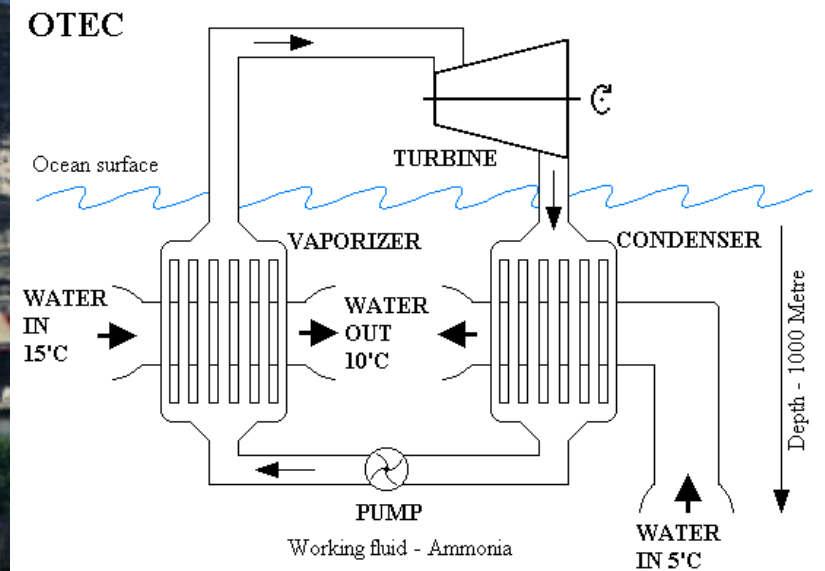 OTEC
Ocean surface
TURBINE
VAPORIZER
CONDENSER
WATER
IN
15'C
WATER
OUT
10'C
Depth - 1000 Metre
PUMP
WATER
IN 5'C
Working fluid - Ammonia